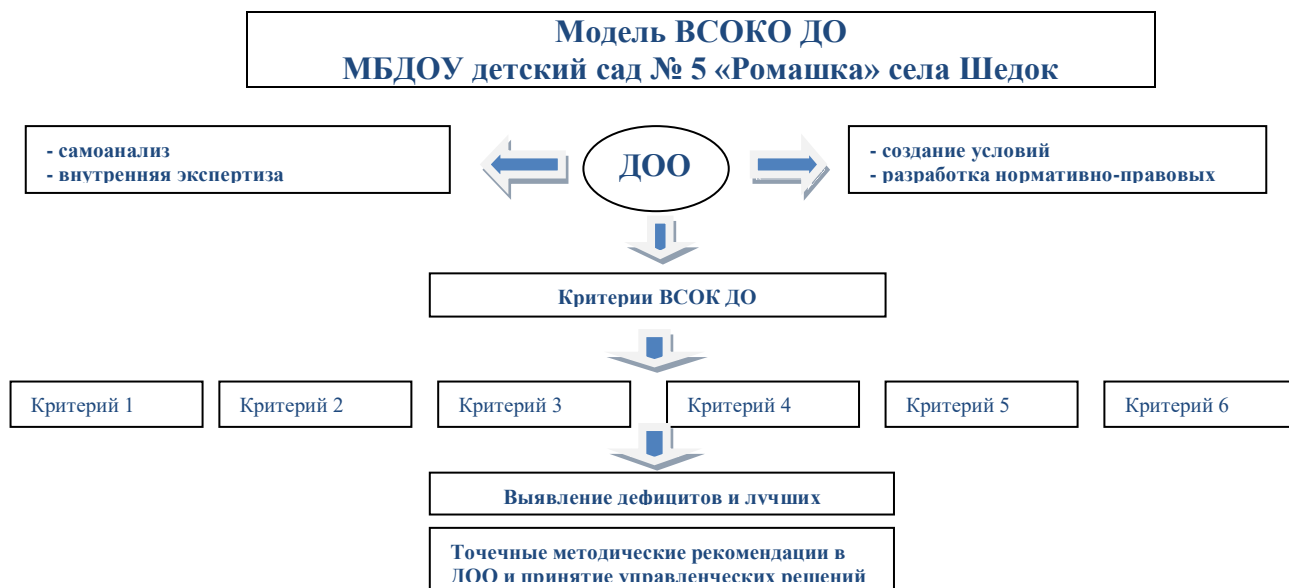 Модель ВСОКО ДО
МБДОУ детский сад № 5 «Ромашка» села Шедок
- самоанализ
- внутренняя экспертиза
ДОО
- создание условий
- разработка нормативно-правовых
Критерии ВСОК ДО
Критерий 1
Критерий 2
Критерий 3
Критерий 4
Критерий 5
Критерий 6
Выявление дефицитов и лучших
Точечные методические рекомендации в
ДОО и принятие управленческих решений